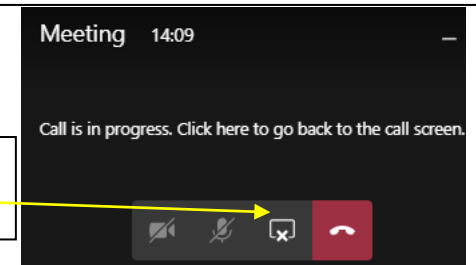 Meeting 14:09
Call is in progress. Click here to go back to the call screen.